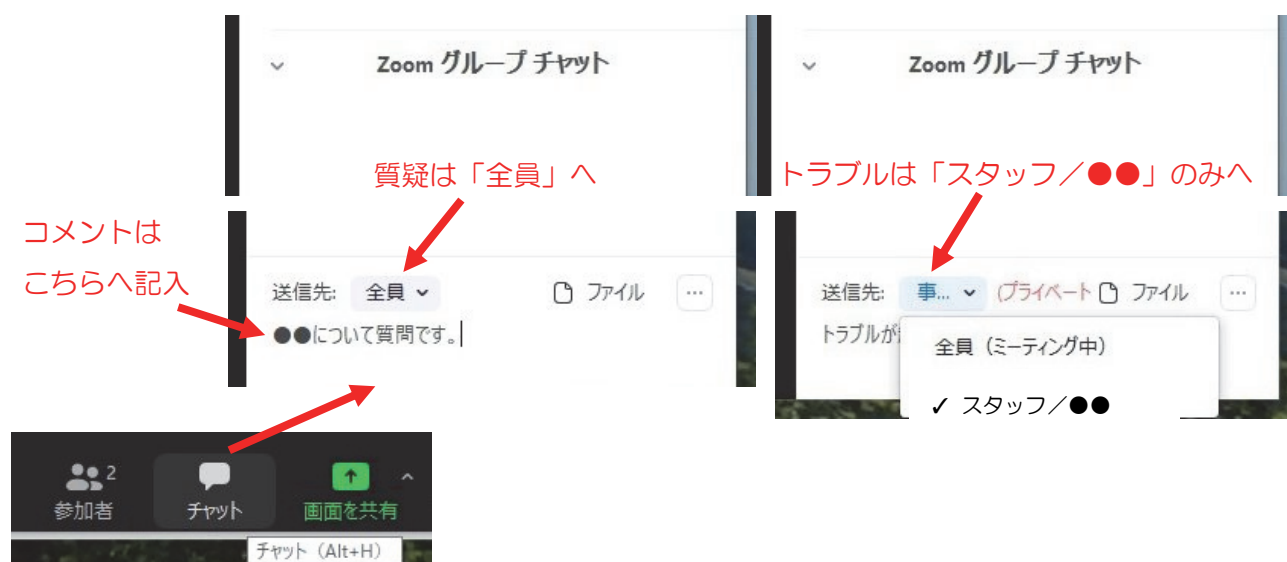 Zoom グループ チャット
質疑は「全員」へ
コメントは
こちらへ記入
送信先: 全員 ファイル ...
●●について質問です。
Zoom グループ チャット
トラブルは「スタッフ／●●」のみへ
送信先: 事... (プライベート ファイル ...
トラブルが
全員（ミーティング中）
✓ スタッフ／●●
2
参加者 チャット 画面を共有
チャット（Alt+H）